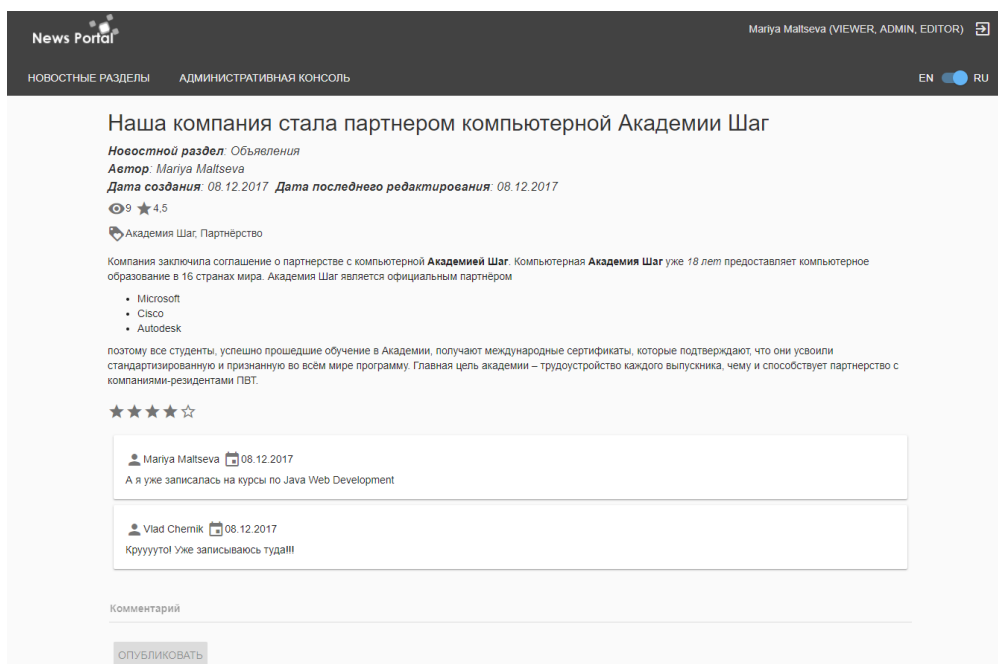 News Portal
Mariya Maltseva (VIEWER, ADMIN, EDITOR)
НОВОСТНЫЕ РАЗДЕЛЫ АДМИНИСТРАТИВНАЯ КОНСОЛЬ
EN RU
Наша компания стала партнером компьютерной Академии Шаг
Новостной раздел: Объявления
Автор: Mariya Maltseva
Дата создания: 08.12.2017 Дата последнего редактирования: 08.12.2017
9 4,5
Академия Шаг, Партнёрство
Компания заключила соглашение о партнерстве с компьютерной Академией Шаг. Компьютерная Академия Шаг уже 18 лет предоставляет компьютерное
образование в 16 странах мира. Академия Шаг является официальным партнёром
• Microsoft
• Cisco
• Autodesk
поэтому все студенты, успешно прошедшие обучение в Академии, получают международные сертификаты, которые подтверждают, что они усвоили
стандартизированную и признанную во всём мире программу. Главная цель академии – трудоустройство каждого выпускника, чему и способствует партнерство с
компаниями-резидентами ПВТ.
Mariya Maltseva 08.12.2017
А я уже записалась на курсы по Java Web Development
Vlad Chernik 08.12.2017
Круууuто! Уже записываюсь туда!!!
Комментарий
ОПУБЛИКОВАТЬ